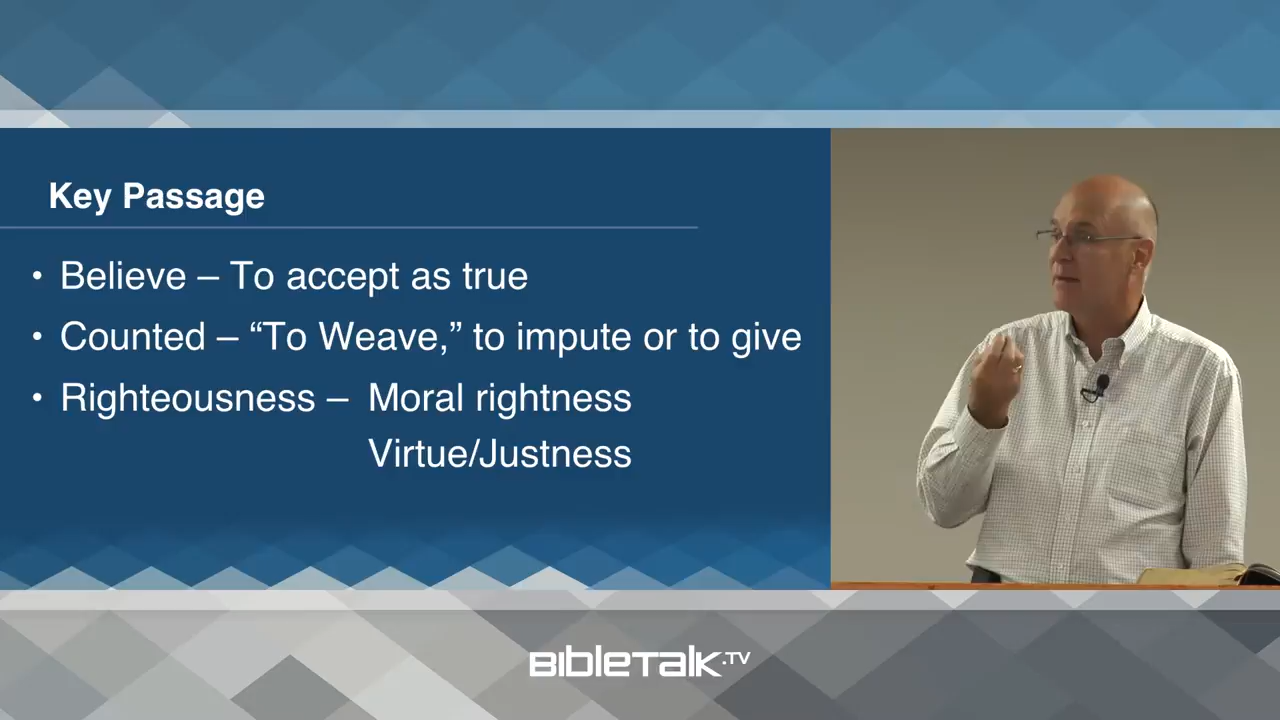 Key Passage
• Believe – To accept as true
• Counted – “To Weave,” to impute or to give
• Righteousness – Moral rightness
Virtue/Justness
BIBLETALK.TV